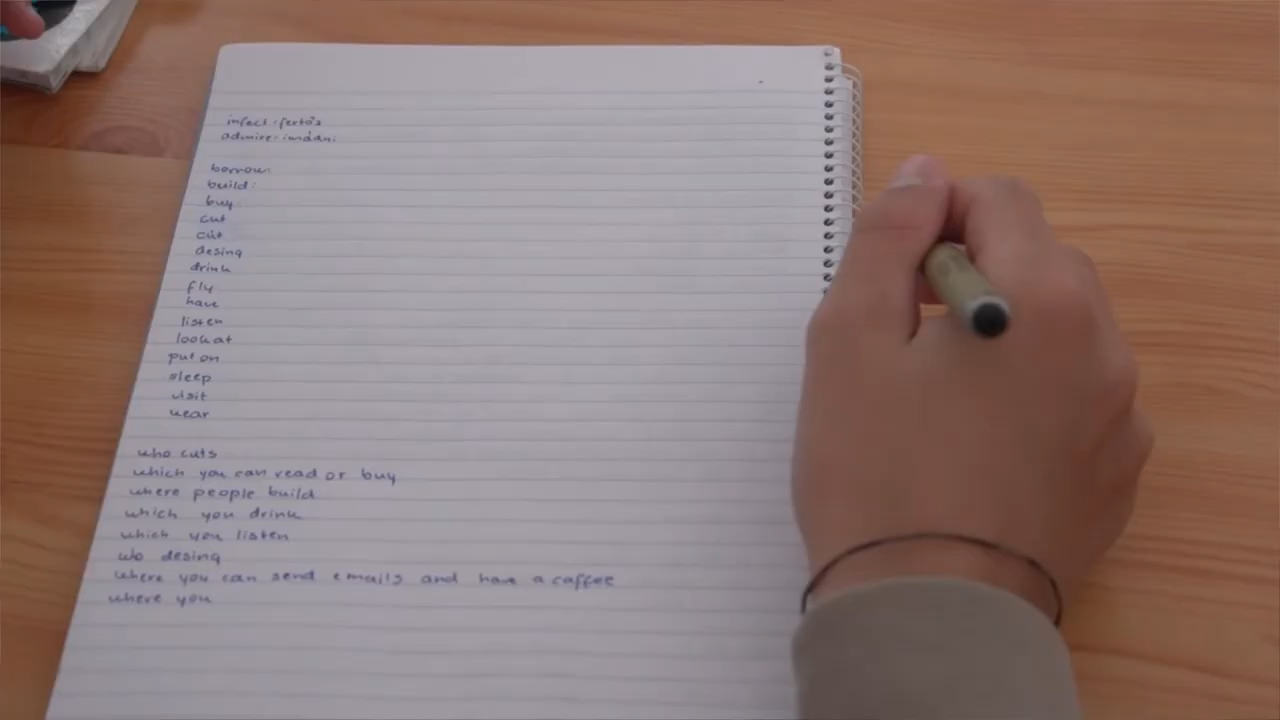 infect: fertőz
admire: imádni
borrow:
build:
buy:
cut
cut
desing
drink
fly
have
listen
look at
put on
sleep
visit
wear
who cuts
which you can read or buy
where people build
which you drink
which you listen
who desing
where you can send emails and have a caffee
where you